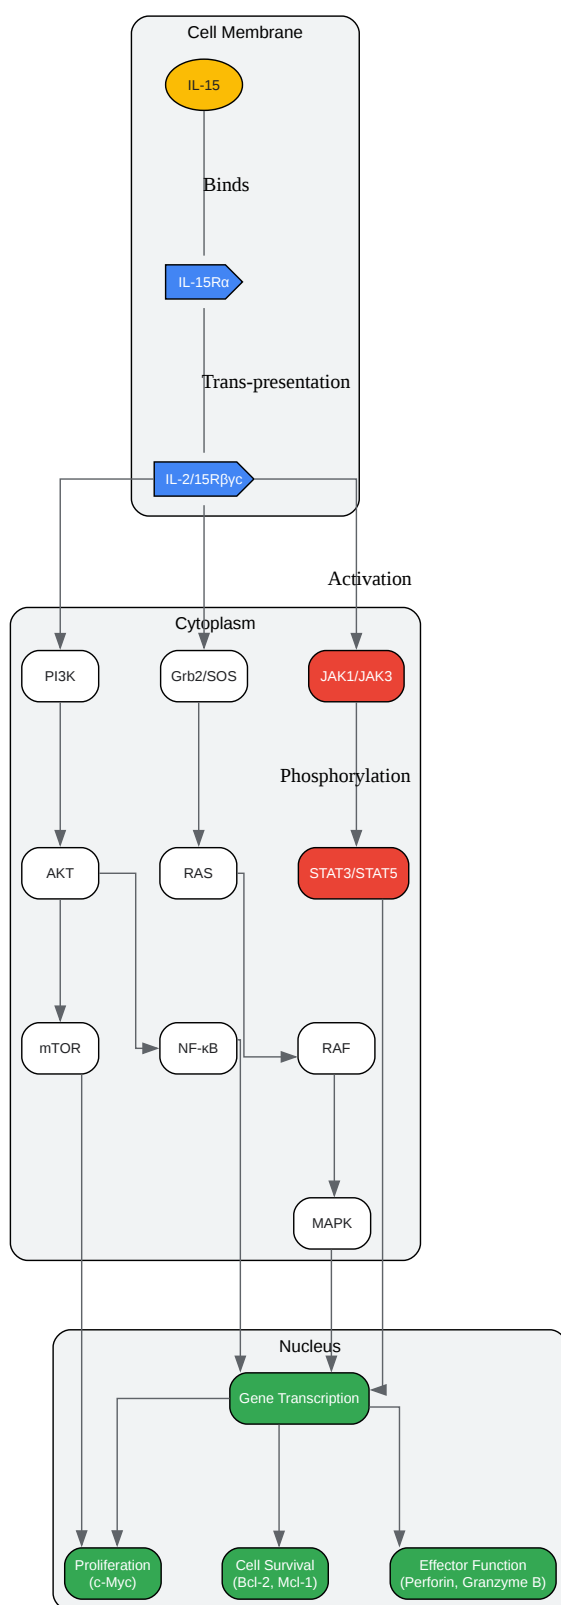 Cell Membrane
IL-15
Binds
IL-15Rα
Trans-presentation
IL-2/15Rβγc
Activation
Cytoplasm
PI3K
Grb2/SOS
JAK1/JAK3
Phosphorylation
AKT
RAS
STAT3/STAT5
mTOR
NF-κB
RAF
MAPK
Nucleus
Gene Transcription
Proliferation
(c-Myc)
Cell Survival
(Bcl-2, Mcl-1)
Effector Function
(Perforin, Granzyme B)